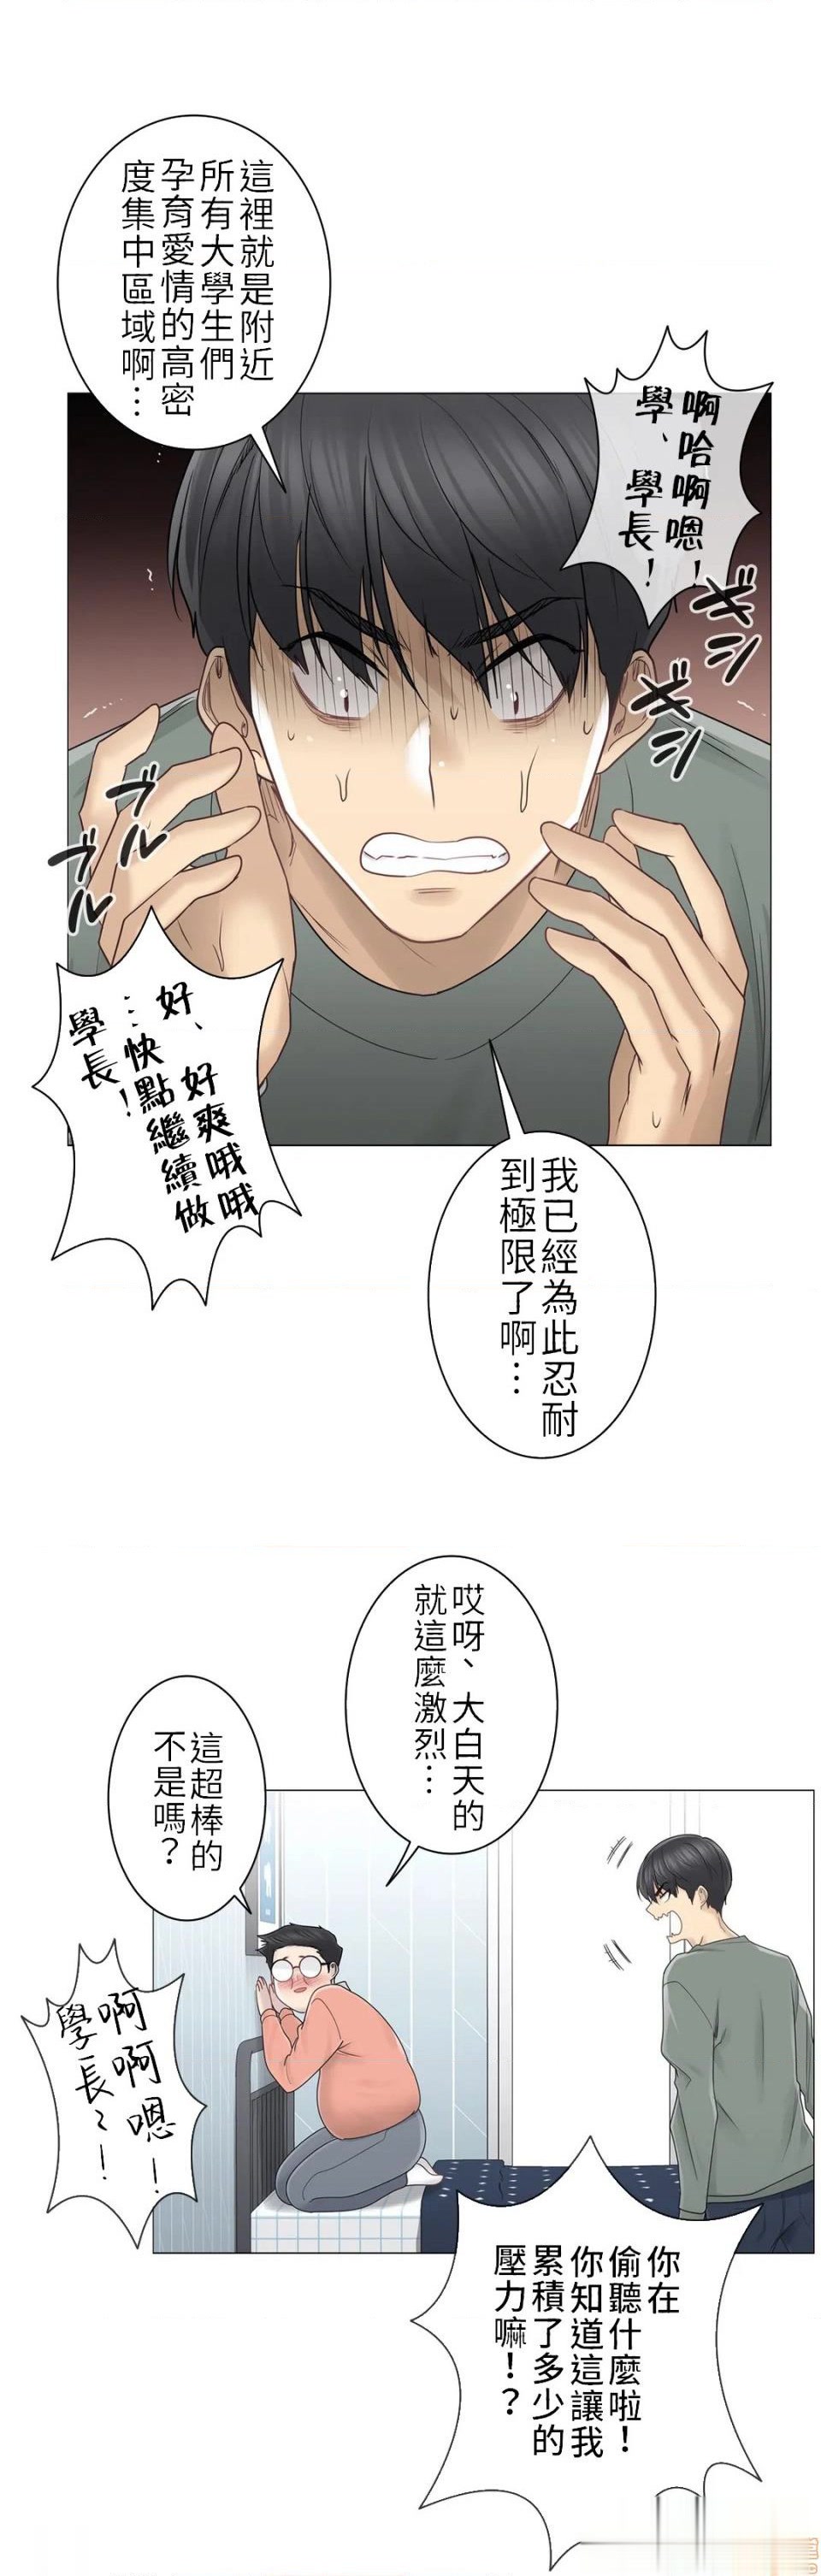 這裡就是附近
所有大學生們
孕育愛情的高密
度集中區域啊…
啊哈啊嗯！
學、學長！
ブル
ブル
ブル
ブル
好、好爽哦哦
…快點繼續做
學長！
我已經為此忍耐
到極限了啊…
哎呀、大白天的
就這麼激烈…
這超棒的
不是嗎？
啊啊嗯！
學長~！
你在
偷聽什麼啦！
你知道這讓我
累積了多少的
壓力嘛！？